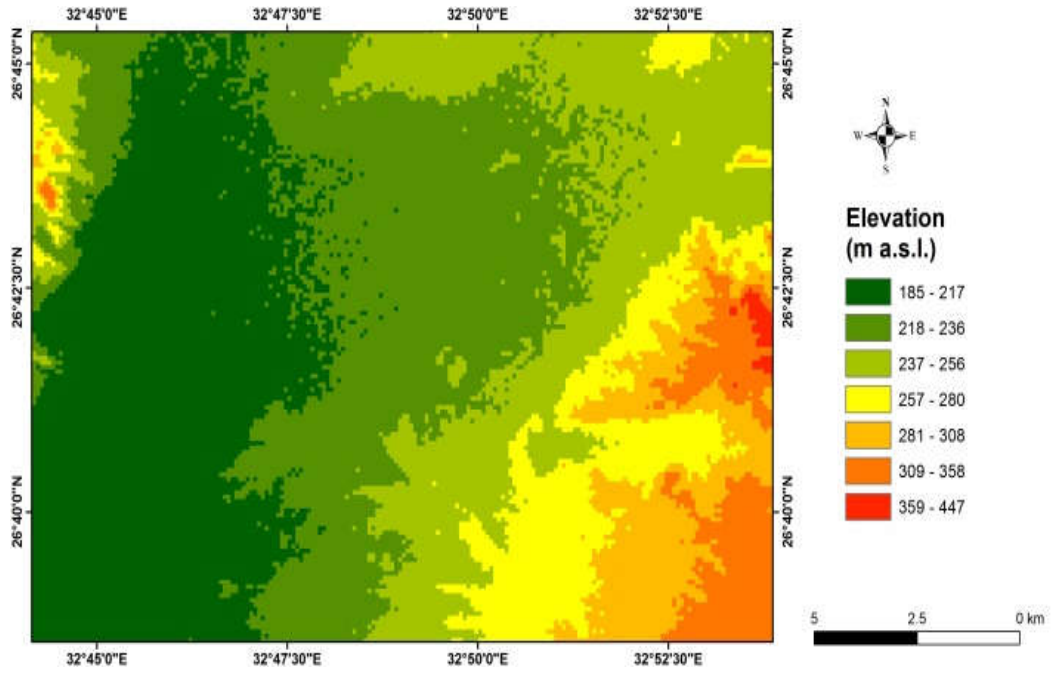 32°45'0"E 32°47'30"E 32°50'0"E 32°52'30"E
26°45'0"N
26°45'0"N
N
W E
S
Elevation
(m a.s.l.)
26°42'30"N
26°42'30"N
185 - 217
218 - 236
237 - 256
257 - 280
281 - 308
309 - 358
359 - 447
26°40'0"N
26°40'0"N
5 2.5 0 km
32°45'0"E 32°47'30"E 32°50'0"E 32°52'30"E